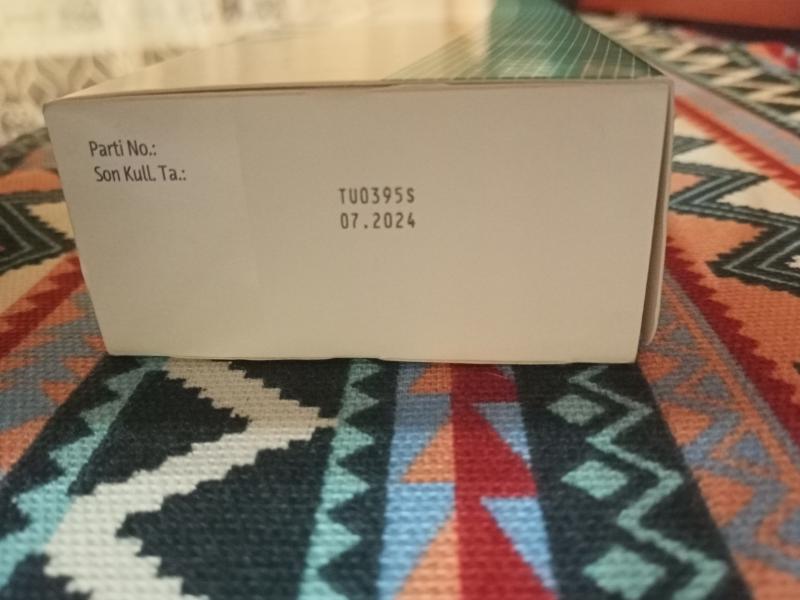 Parti No.:
Son Kull. Ta.:
TU0395S
07.2024